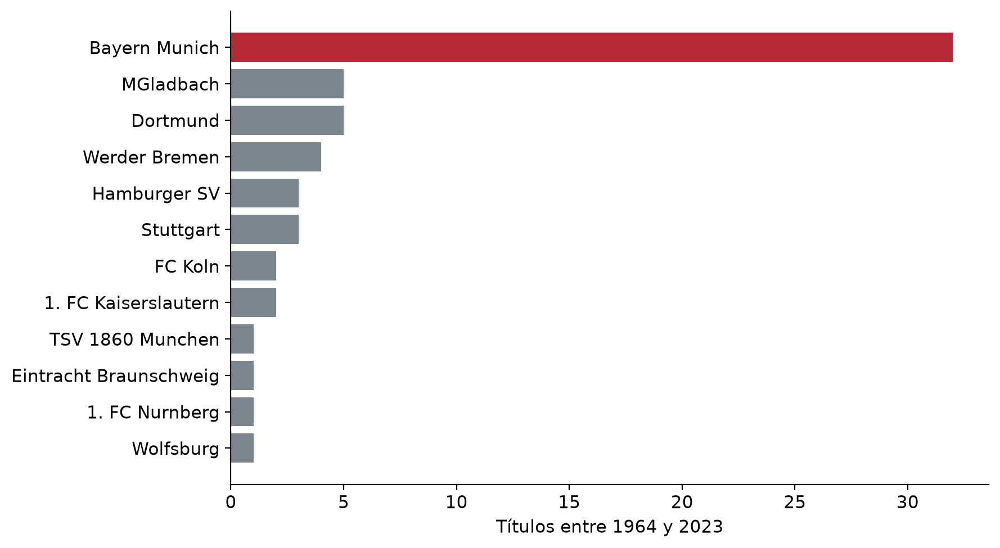 Bayern Munich
MGladbach
Dortmund
Werder Bremen
Hamburger SV
Stuttgart
FC Koln
1. FC Kaiserslautern
TSV 1860 Munchen
Eintracht Braunschweig
1. FC Nurnberg
Wolfsburg
0 5 10 15 20 25 30
Títulos entre 1964 y 2023